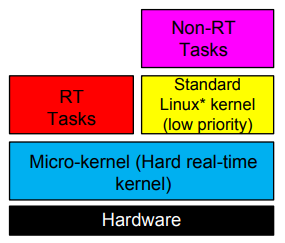 Non-RT
Tasks
RT
Tasks
Standard
Linux* kernel
(low priority)
Micro-kernel (Hard real-time
kernel)
Hardware